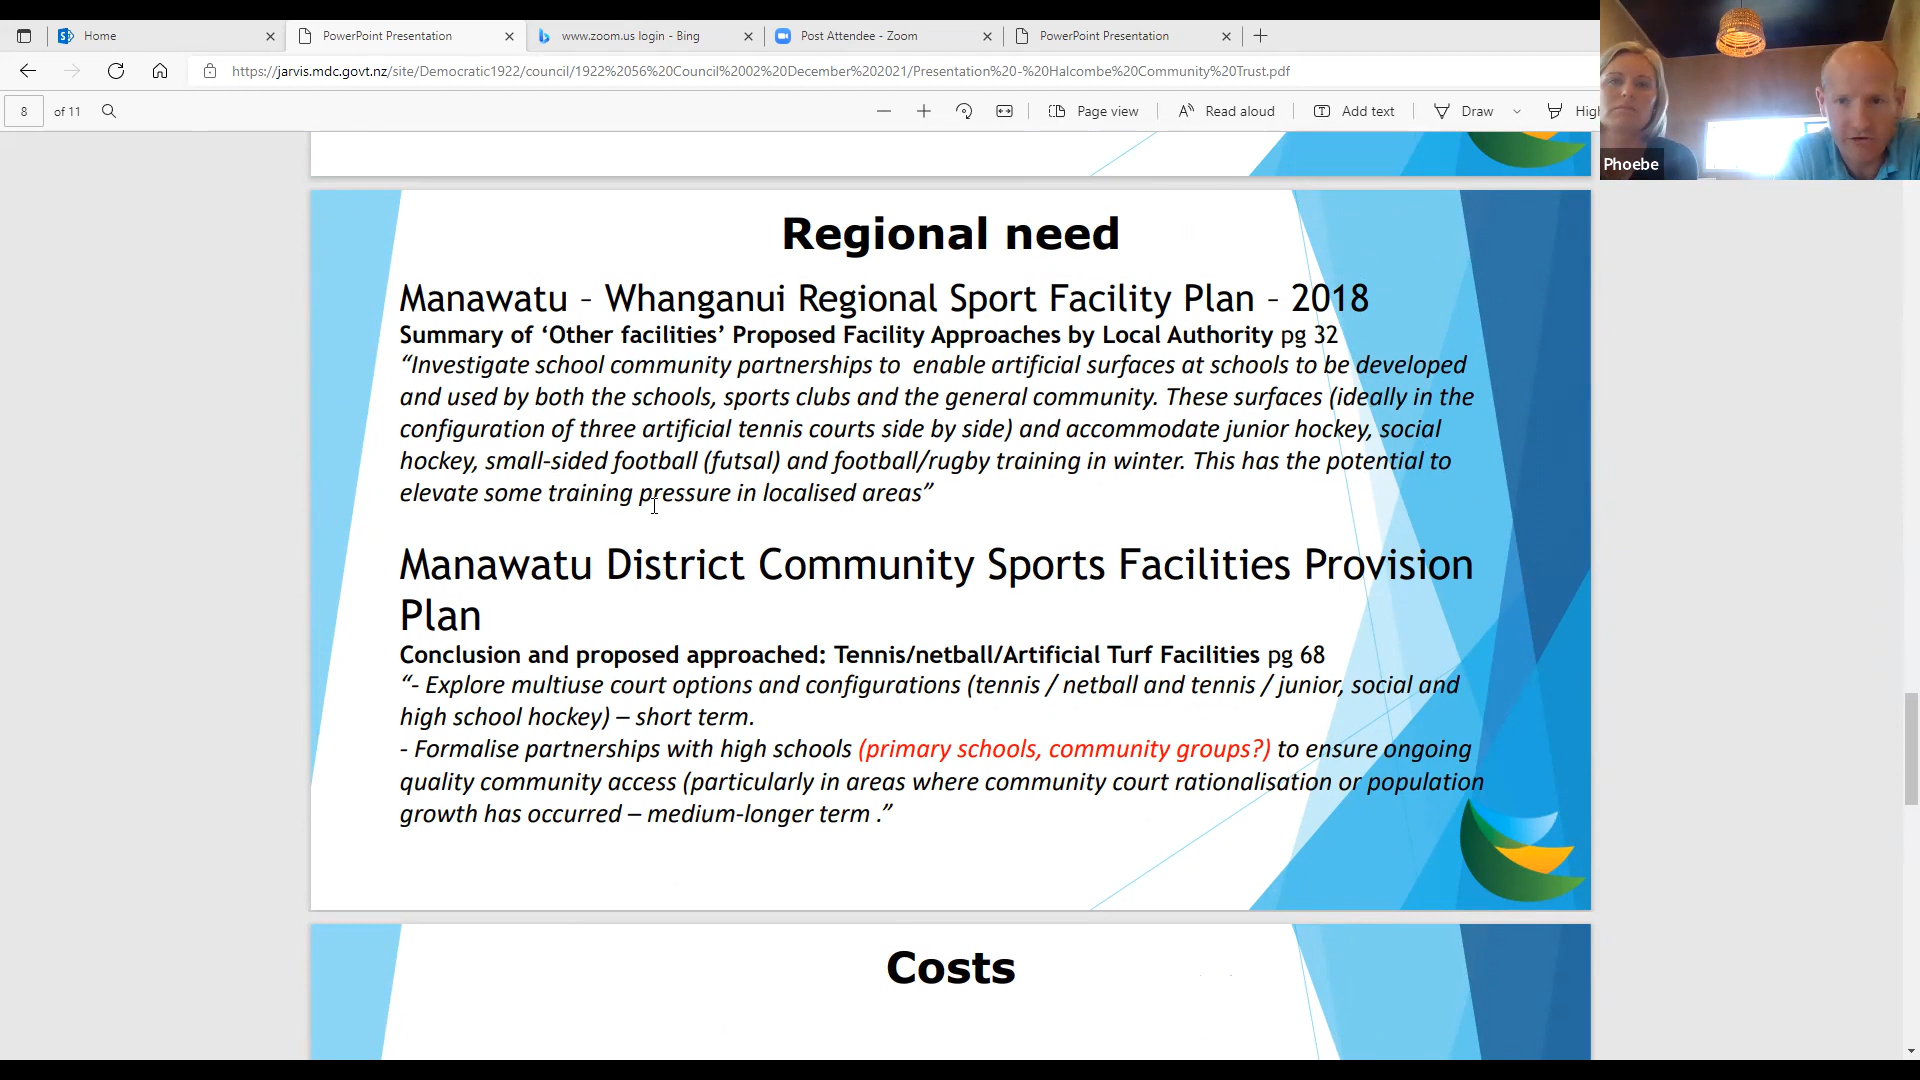 Home
PowerPoint Presentation
www.zoom.us login - Bing
Post Attendee - Zoom
PowerPoint Presentation
https://jarvis.mdc.govt.nz/site/Democratic1922/council/1922%2056%20Council%2002%20December%202021/Presentation%20-%20Halcombe%20Community%20Trust.pdf
8 of 11
Page view
Read aloud
Add text
Draw
High
Phoebe
Regional need
Manawatu – Whanganui Regional Sport Facility Plan – 2018
Summary of ‘Other facilities’ Proposed Facility Approaches by Local Authority pg 32
“Investigate school community partnerships to enable artificial surfaces at schools to be developed
and used by both the schools, sports clubs and the general community. These surfaces (ideally in the
configuration of three artificial tennis courts side by side) and accommodate junior hockey, social
hockey, small-sided football (futsal) and football/rugby training in winter. This has the potential to
elevate some training pressure in localised areas”
Manawatu District Community Sports Facilities Provision
Plan
Conclusion and proposed approached: Tennis/netball/Artificial Turf Facilities pg 68
“- Explore multiuse court options and configurations (tennis / netball and tennis / junior, social and
high school hockey) – short term.
- Formalise partnerships with high schools (primary schools, community groups?) to ensure ongoing
quality community access (particularly in areas where community court rationalisation or population
growth has occurred – medium-longer term .”
Costs